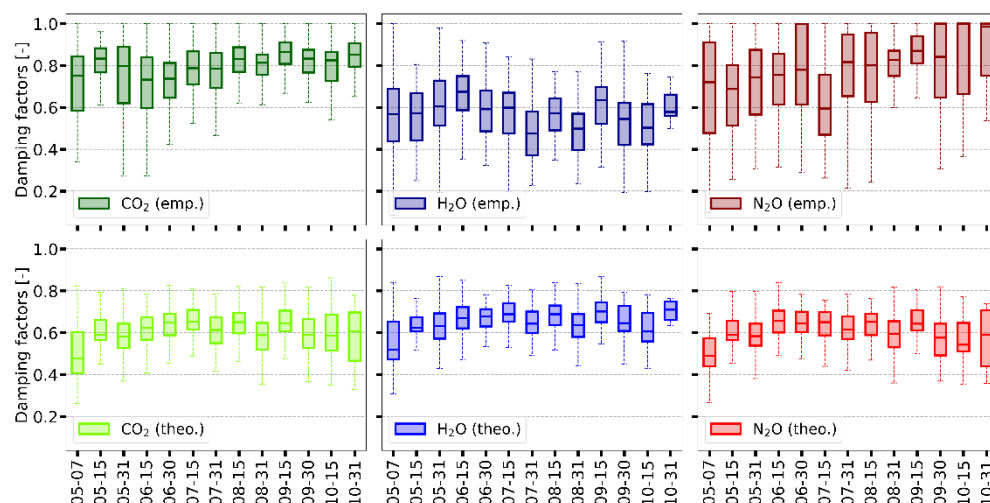 Damping factors [-]
1.0
0.8
0.6
0.4
0.2
CO₂ (emp.)
H₂O (emp.)
N₂O (emp.)
Damping factors [-]
1.0
0.8
0.6
0.4
0.2
CO₂ (theo.)
H₂O (theo.)
N₂O (theo.)
05-07 05-15 05-31 06-15 06-30 07-15 07-31 08-15 08-31 09-15 09-30 10-15 10-31
05-07 05-15 05-31 06-15 06-30 07-15 07-31 08-15 08-31 09-15 09-30 10-15 10-31
05-07 05-15 05-31 06-15 06-30 07-15 07-31 08-15 08-31 09-15 09-30 10-15 10-31